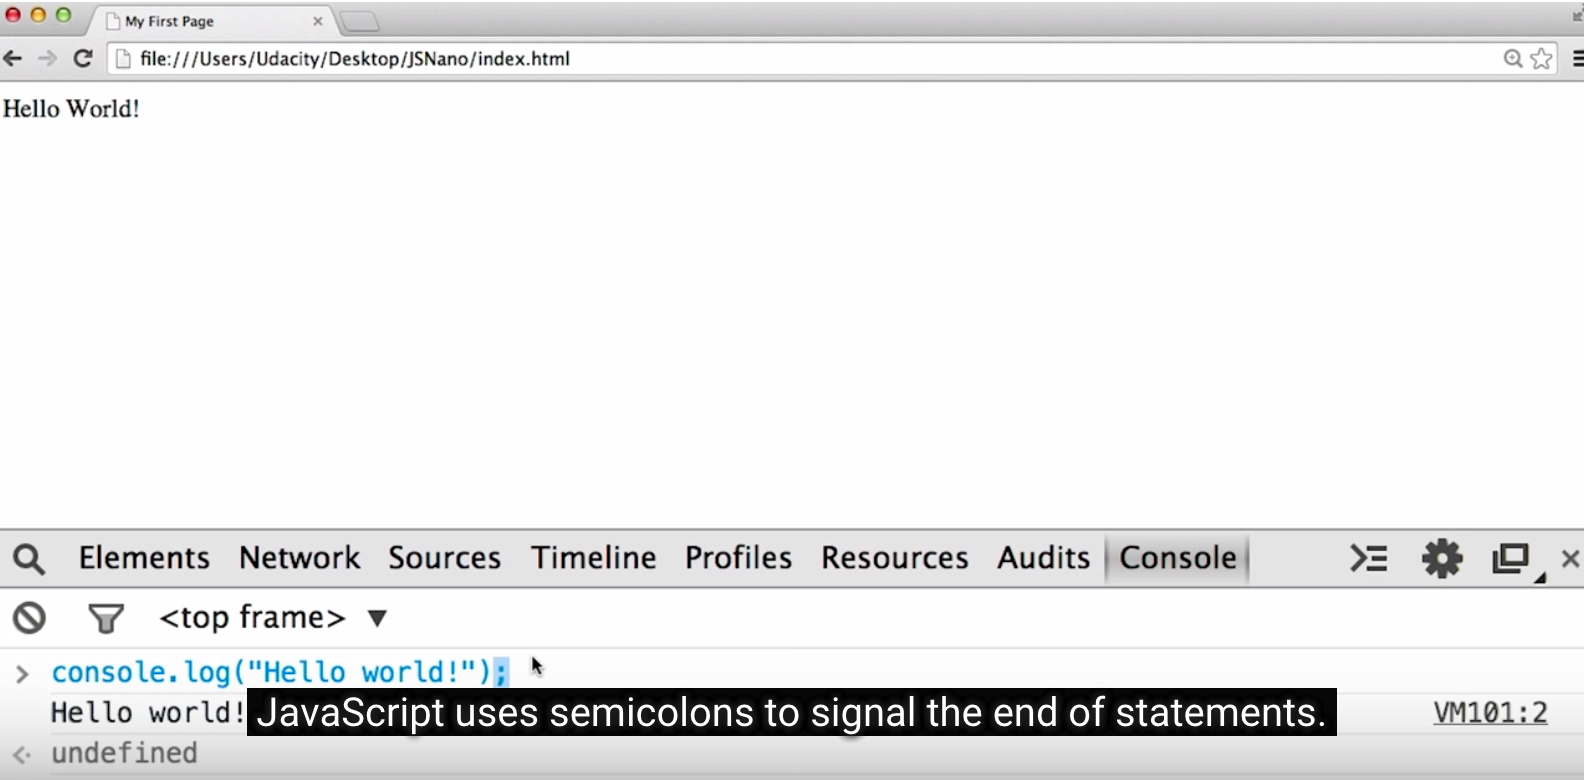 My First Page
file:///Users/Udacity/Desktop/JSNano/index.html
Hello World!
Elements Network Sources Timeline Profiles Resources Audits Console
<top frame> ▼
> console.log("Hello world!");
Hello world!
VM101:2
JavaScript uses semicolons to signal the end of statements.
undefined